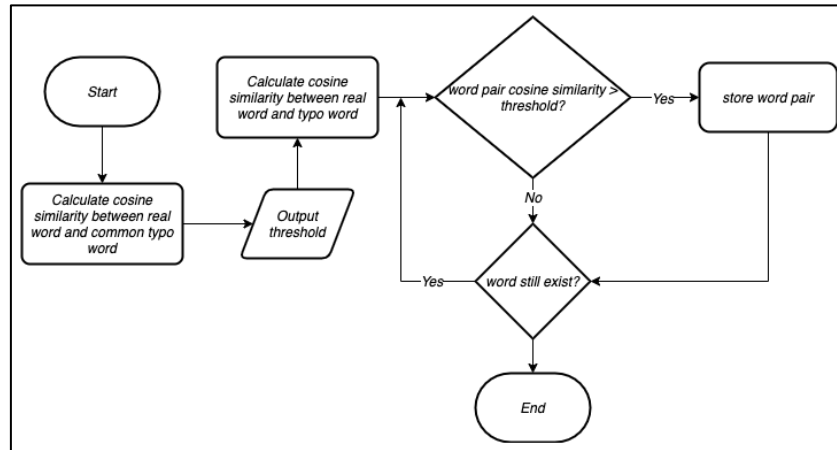 Start
Calculate cosine
similarity between real
word and common typo
word
Output
threshold
Calculate cosine
similarity between real
word and typo word
word pair cosine similarity >
threshold?
Yes
store word pair
No
word still exist?
Yes
End